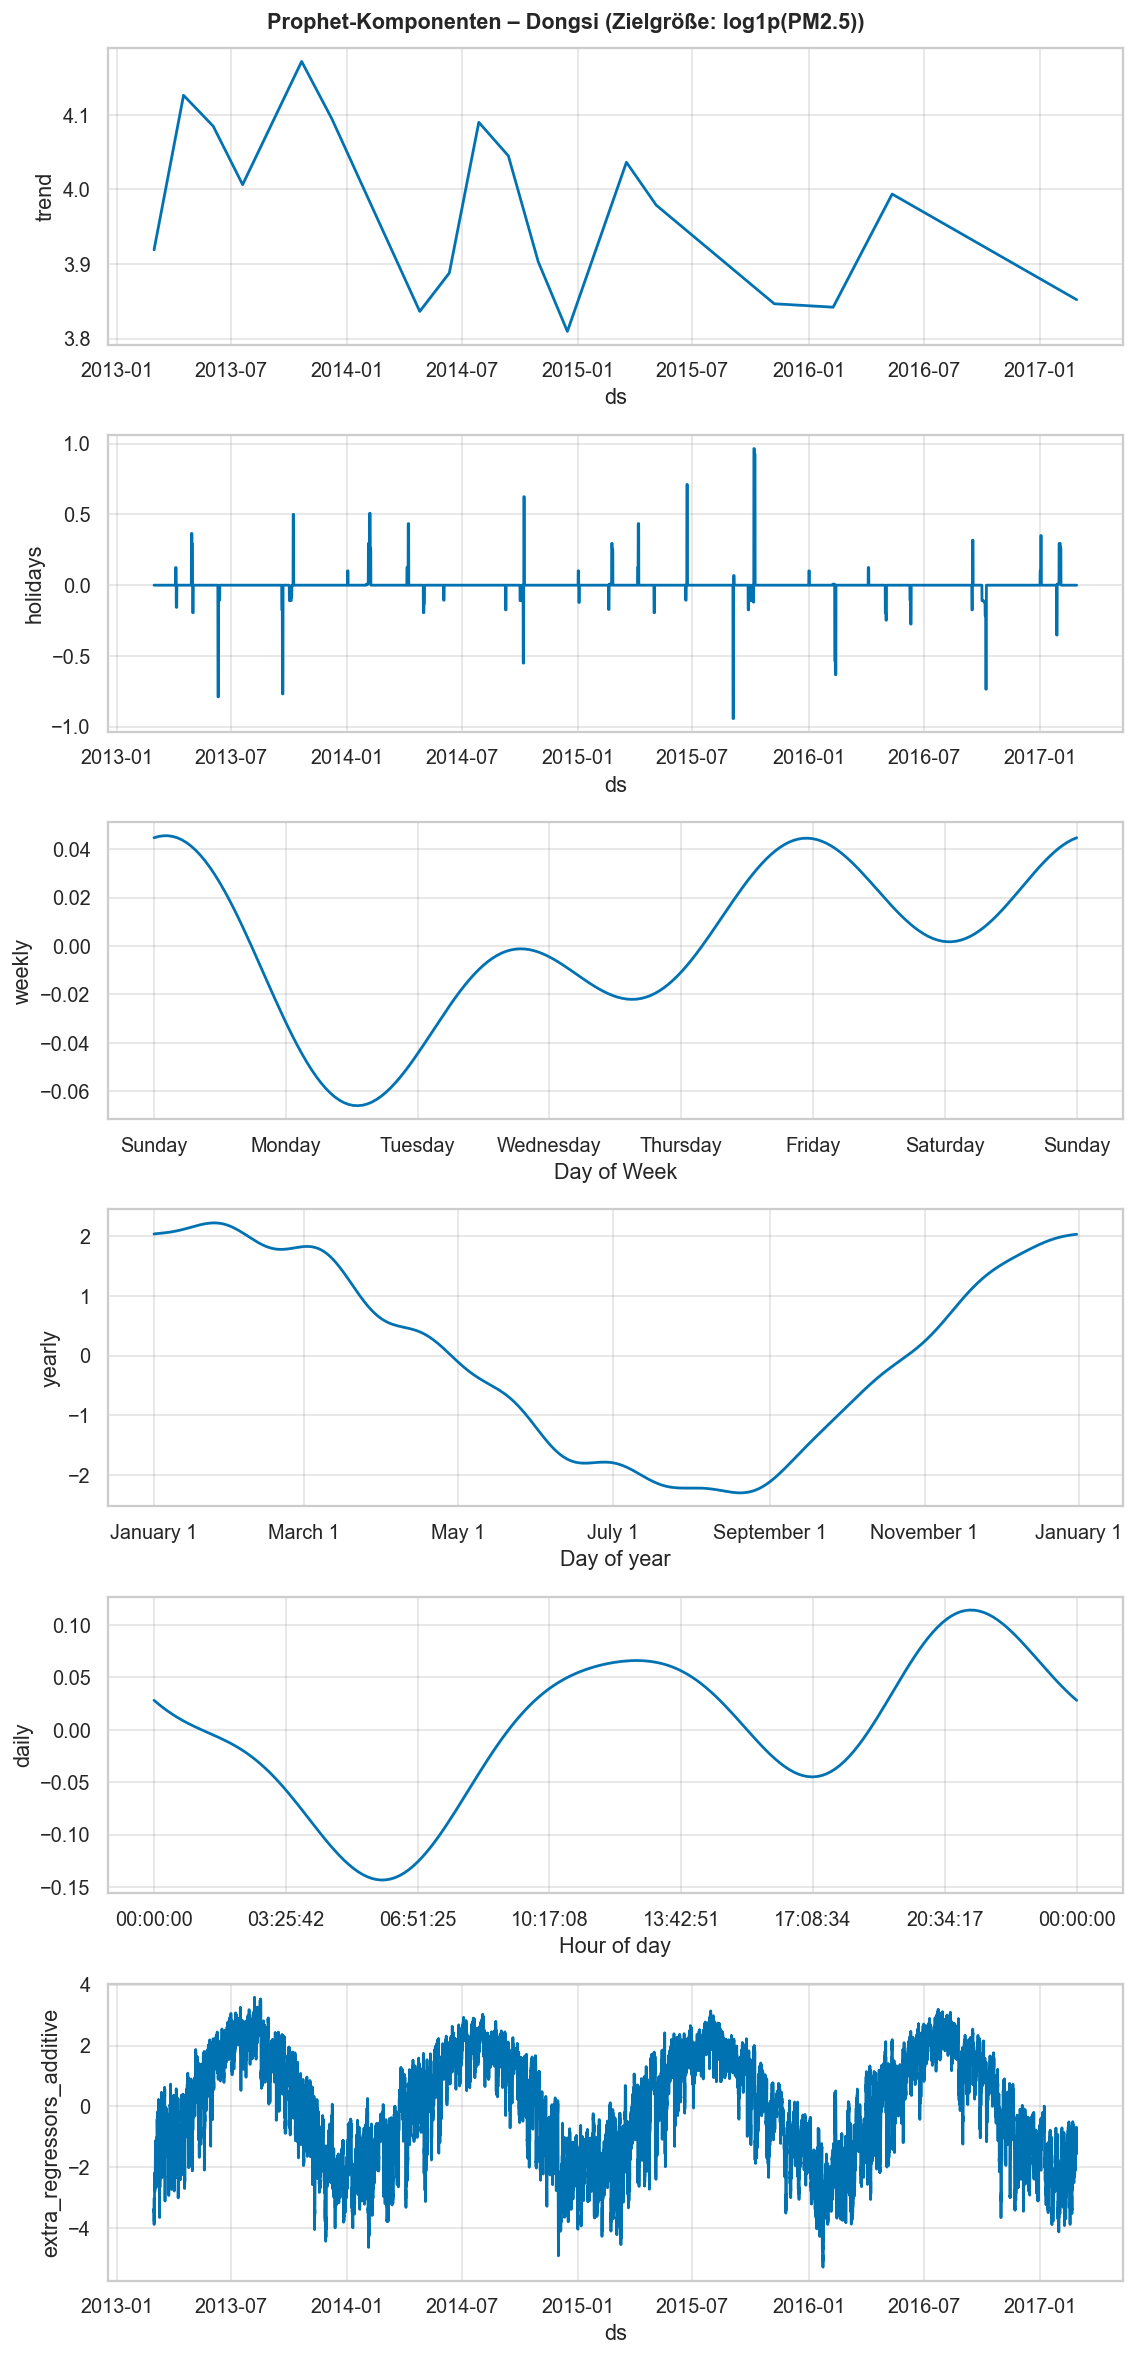 Prophet-Komponenten – Dongsi (Zielgröße: log1p(PM2.5))
trend
4.1
4.0
3.9
3.8
2013-01 2013-07 2014-01 2014-07 2015-01 2015-07 2016-01 2016-07 2017-01
ds
holidays
1.0
0.5
0.0
−0.5
−1.0
2013-01 2013-07 2014-01 2014-07 2015-01 2015-07 2016-01 2016-07 2017-01
ds
weekly
0.04
0.02
0.00
−0.02
−0.04
−0.06
Sunday Monday Tuesday Wednesday Thursday Friday Saturday Sunday
Day of Week
yearly
2
1
0
−1
−2
January 1 March 1 May 1 July 1 September 1 November 1 January 1
Day of year
daily
0.10
0.05
0.00
−0.05
−0.10
−0.15
00:00:00 03:25:42 06:51:25 10:17:08 13:42:51 17:08:34 20:34:17 00:00:00
Hour of day
extra_regressors_additive
4
2
0
−2
−4
2013-01 2013-07 2014-01 2014-07 2015-01 2015-07 2016-01 2016-07 2017-01
ds